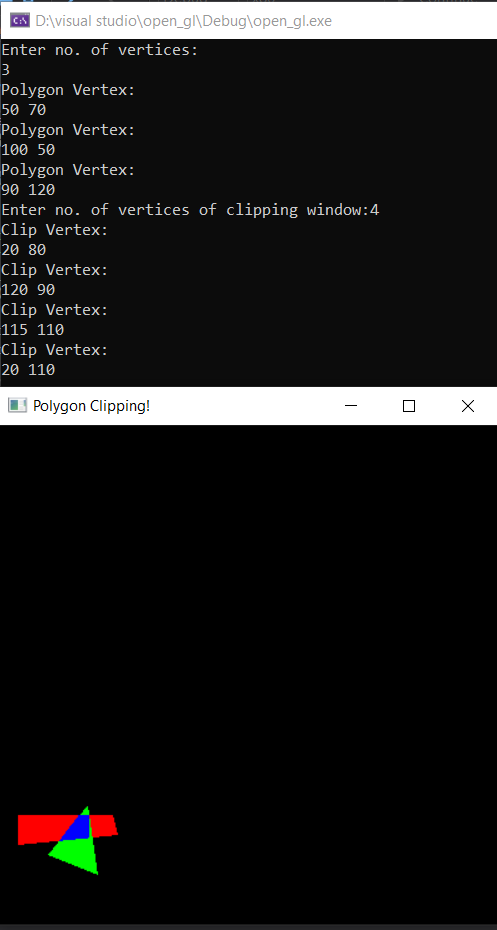 D:\visual studio\open_gl\Debug\open_gl.exe
Enter no. of vertices:
3
Polygon Vertex:
50 70
Polygon Vertex:
100 50
Polygon Vertex:
90 120
Enter no. of vertices of clipping window:4
Clip Vertex:
20 80
Clip Vertex:
120 90
Clip Vertex:
115 110
Clip Vertex:
20 110
Polygon Clipping!